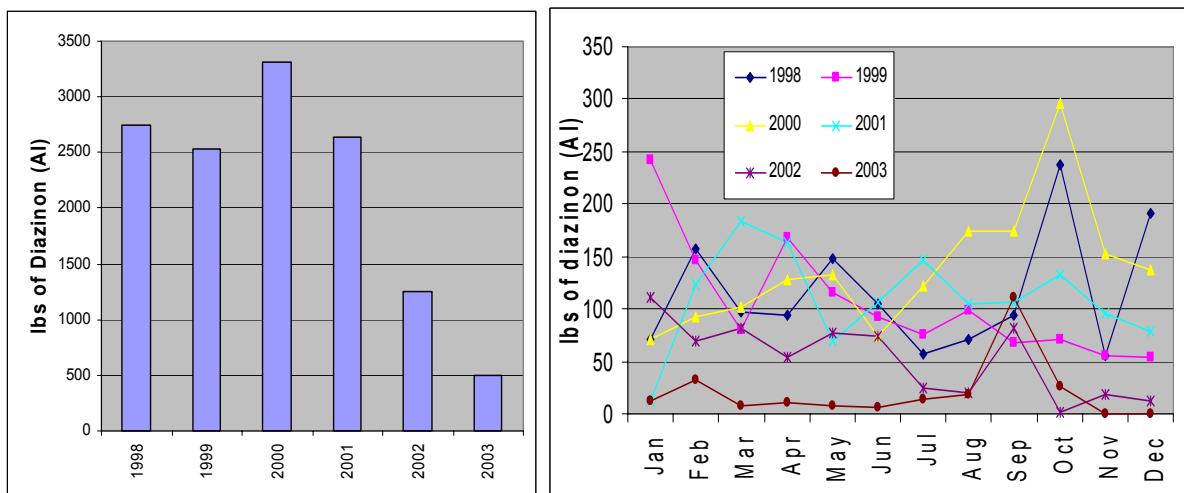 lbs of Diazinon (AI)
3500
3000
2500
2000
1500
1000
500
0
1998
1999
2000
2001
2002
2003
lbs of diazinon (AI)
350
300
250
200
150
100
50
0
1998 1999
2000 2001
2002 2003
Jan
Feb
Mar
Apr
May
Jun
Jul
Aug
Sep
Oct
Nov
Dec